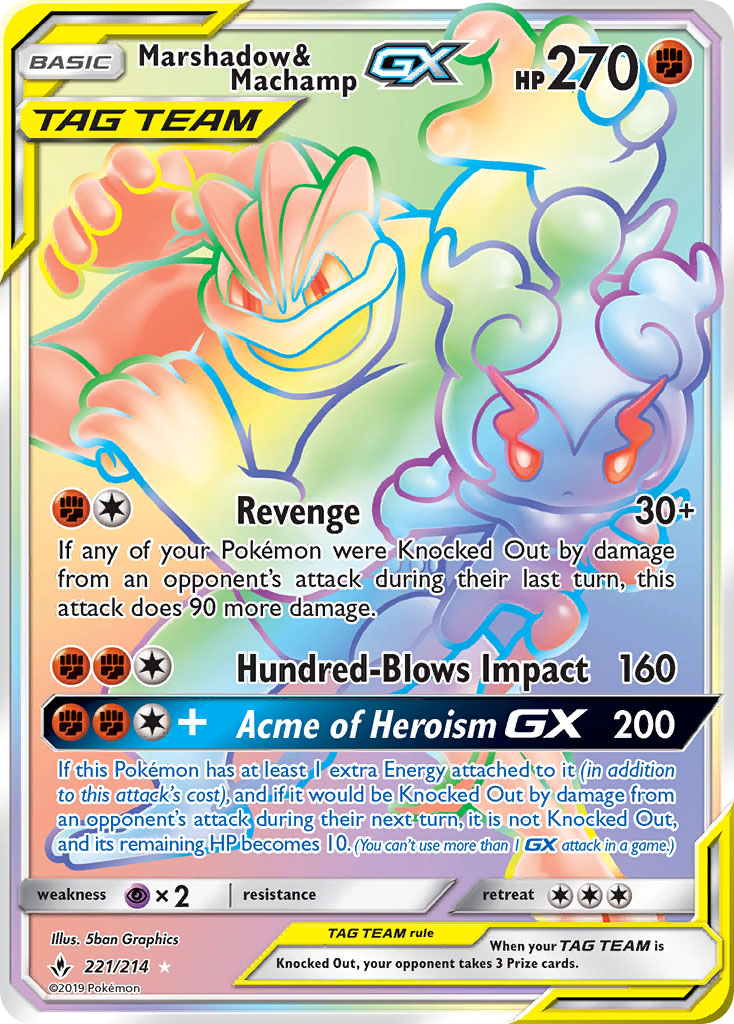 BASIC
Marshadow&
Machamp GX
HP270
TAG TEAM
Revenge 30+
If any of your Pokémon were Knocked Out by damage
from an opponent's attack during their last turn, this
attack does 90 more damage.
Hundred-Blows Impact 160
+ Acme of Heroism GX 200
If this Pokémon has at least 1 extra Energy attached to it (in addition
to this attack's cost), and if it would be Knocked Out by damage from
an opponent's attack during their next turn, it is not Knocked Out,
and its remaining HP becomes 10. (You can't use more than 1 GX attack in a game.)
weakness ×2 resistance retreat
Illus. 5ban Graphics
221/214
©2019 Pokémon
TAG TEAM rule
When your TAG TEAM is
Knocked Out, your opponent takes 3 Prize cards.